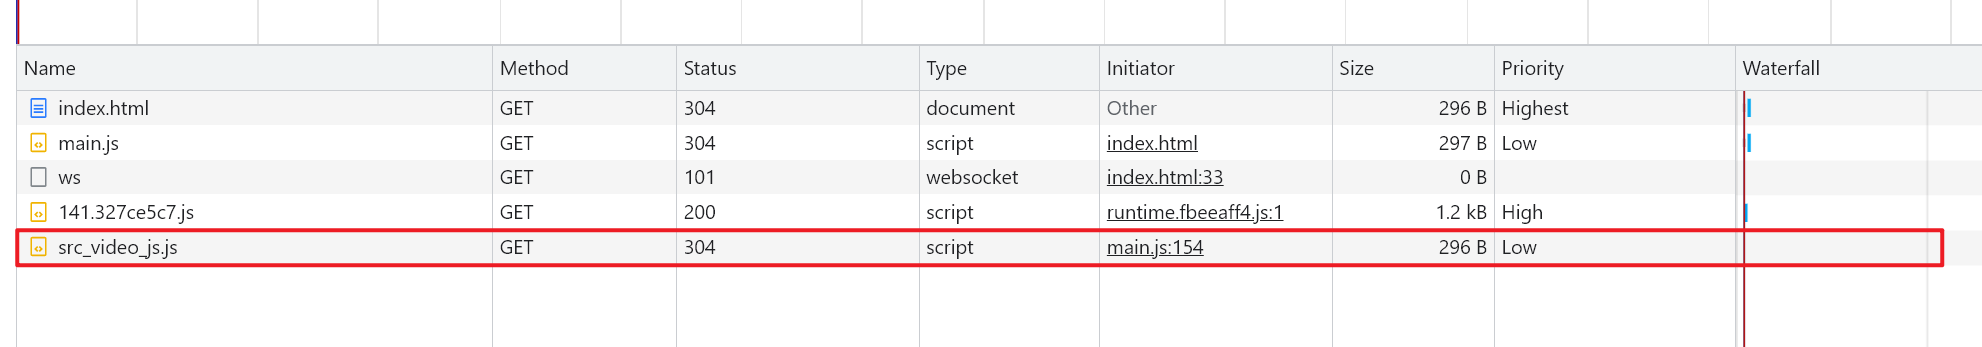 Name Method Status Type Initiator Size Priority Waterfall
index.html GET 304 document Other 296 B Highest
main.js GET 304 script index.html 297 B Low
ws GET 101 websocket index.html:33 0 B
141.327ce5c7.js GET 200 script runtime.fbeeaff4.js:1 1.2 kB High
src_video_js.js GET 304 script main.js:154 296 B Low